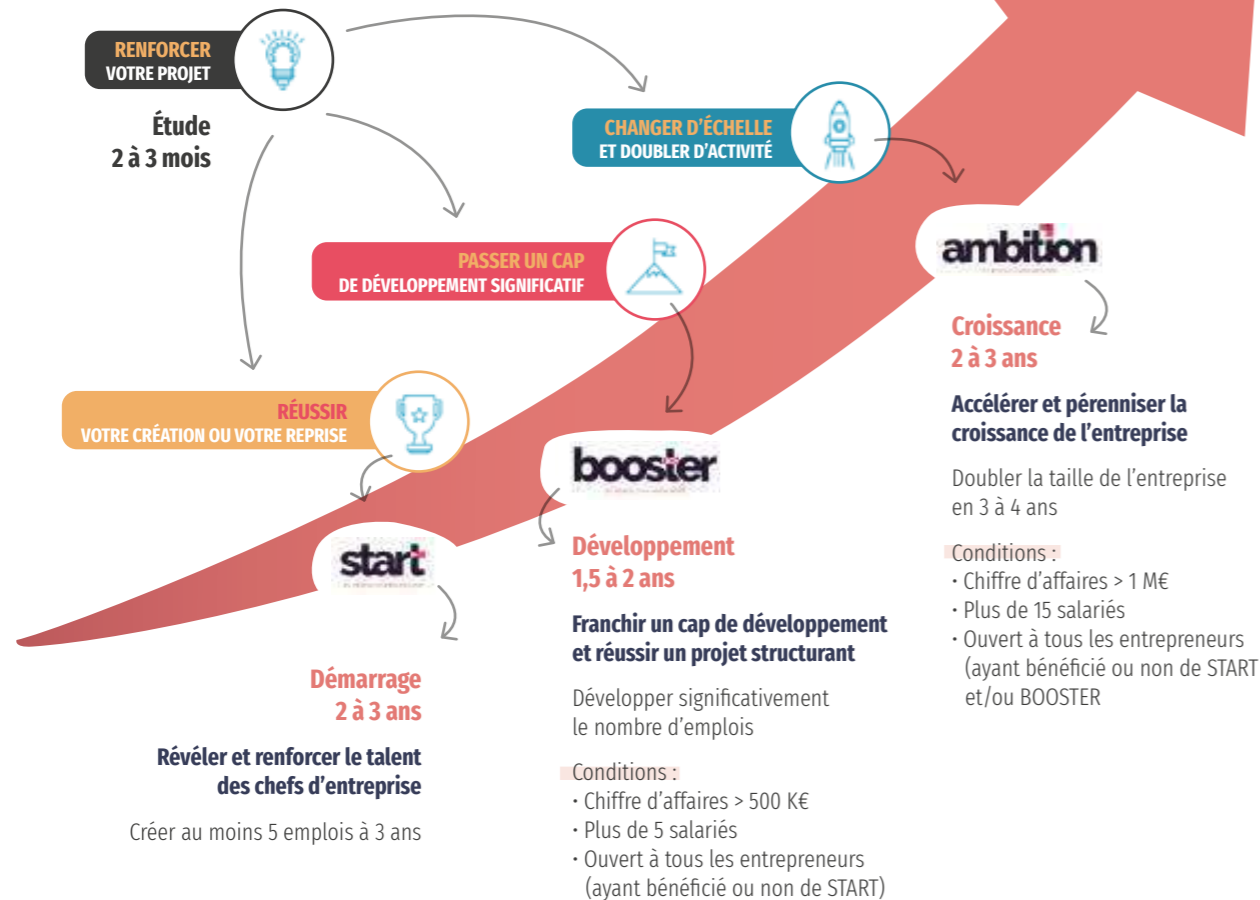 RENFORCER
VOTRE PROJET
Étude
2 à 3 mois
CHANGER D'ÉCHELLE
ET DOUBLER D'ACTIVITÉ
PASSER UN CAP
DE DÉVELOPPEMENT SIGNIFICATIF
RÉUSSIR
VOTRE CRÉATION OU VOTRE REPRISE
start
Démarrage
2 à 3 ans
Révéler et renforcer le talent
des chefs d'entreprise
Créer au moins 5 emplois à 3 ans
booster
Développement
1,5 à 2 ans
Franchir un cap de développement
et réussir un projet structurant
Développer significativement
le nombre d'emplois
Conditions :
• Chiffre d'affaires > 500 K€
• Plus de 5 salariés
• Ouvert à tous les entrepreneurs
(ayant bénéficié ou non de START)
ambition
Croissance
2 à 3 ans
Accélérer et pérenniser la
croissance de l'entreprise
Doubler la taille de l'entreprise
en 3 à 4 ans
Conditions :
• Chiffre d'affaires > 1 M€
• Plus de 15 salariés
• Ouvert à tous les entrepreneurs
(ayant bénéficié ou non de START
et/ou BOOSTER